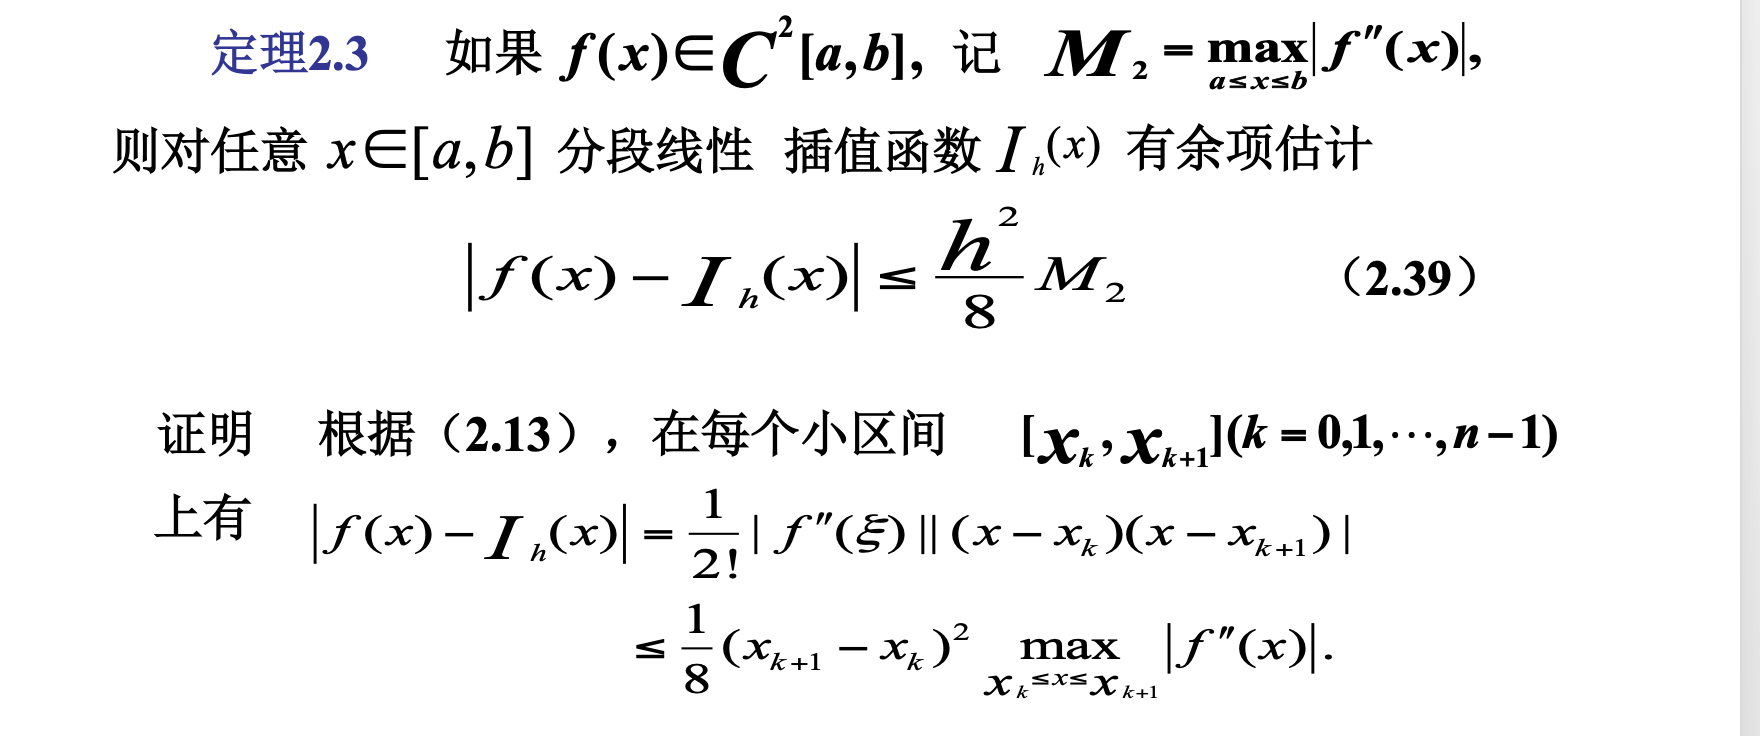 定理2.3 如果 f(x)∈C²[a,b], 记 M₂ = max_{a≤x≤b}|f″(x)|,
则对任意 x∈[a,b] 分段线性 插值函数 I_h(x) 有余项估计
|f(x) − I_h(x)| ≤ h²/8 M₂ （2.39）
证明 根据（2.13），在每个小区间 [x_k, x_{k+1}](k = 0,1,⋯,n−1)
上有 |f(x) − I_h(x)| = 1/2! | f″(ξ) || (x − x_k)(x − x_{k+1}) |
≤ 1/8 (x_{k+1} − x_k)² max_{x_k≤x≤x_{k+1}} |f″(x)|.